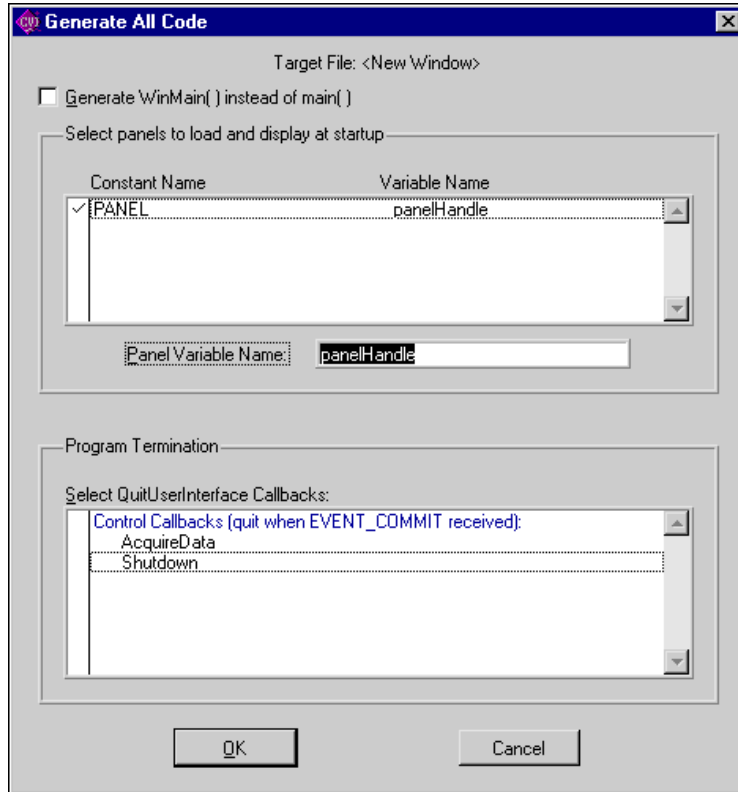 CVI Generate All Code
Target File: <New Window>
Generate WinMain( ) instead of main( )
Select panels to load and display at startup
Constant Name Variable Name
PANEL panelHandle
Panel Variable Name: panelHandle
Program Termination
Select QuitUserInterface Callbacks:
Control Callbacks (quit when EVENT_COMMIT received):
AcquireData
Shutdown
OK Cancel